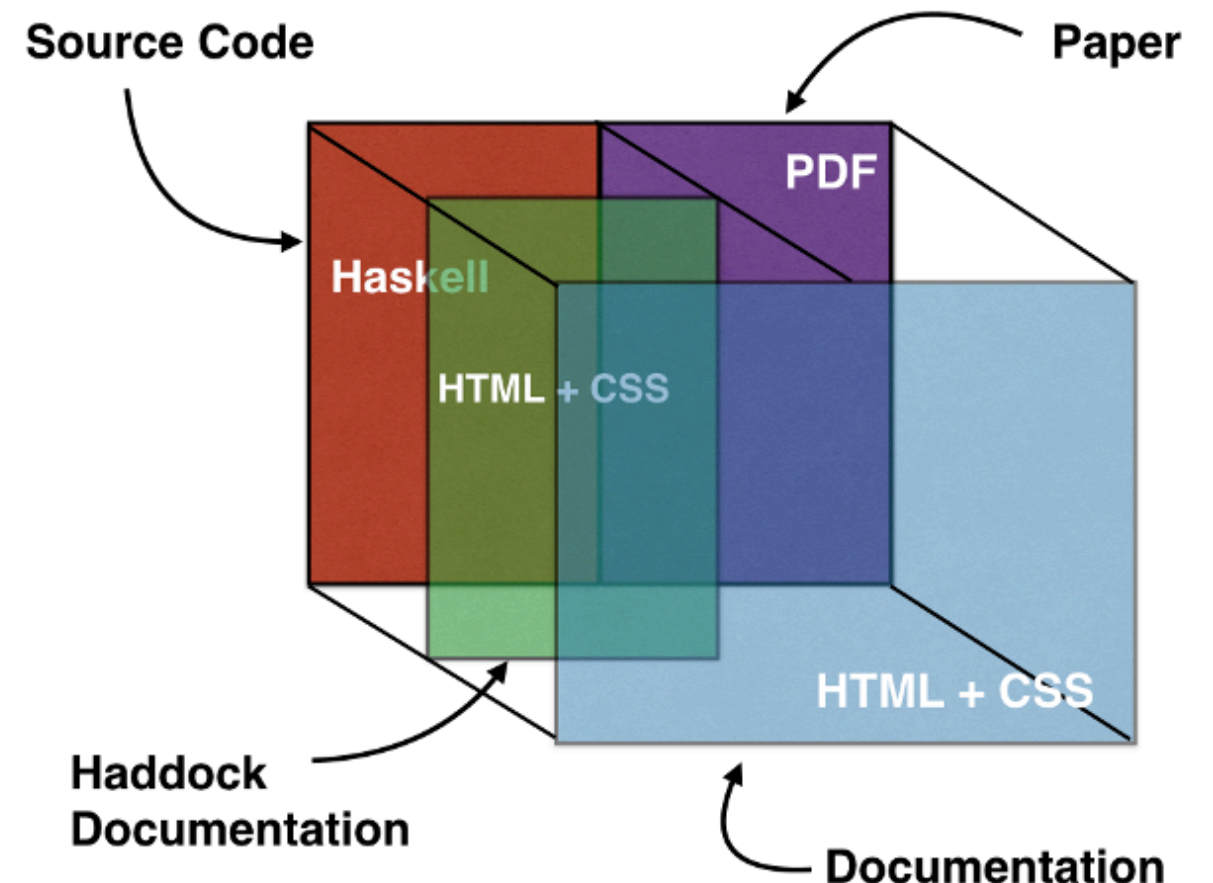 Source Code
Paper
PDF
Haskell
HTML + CSS
HTML + CSS
Haddock
Documentation
Documentation